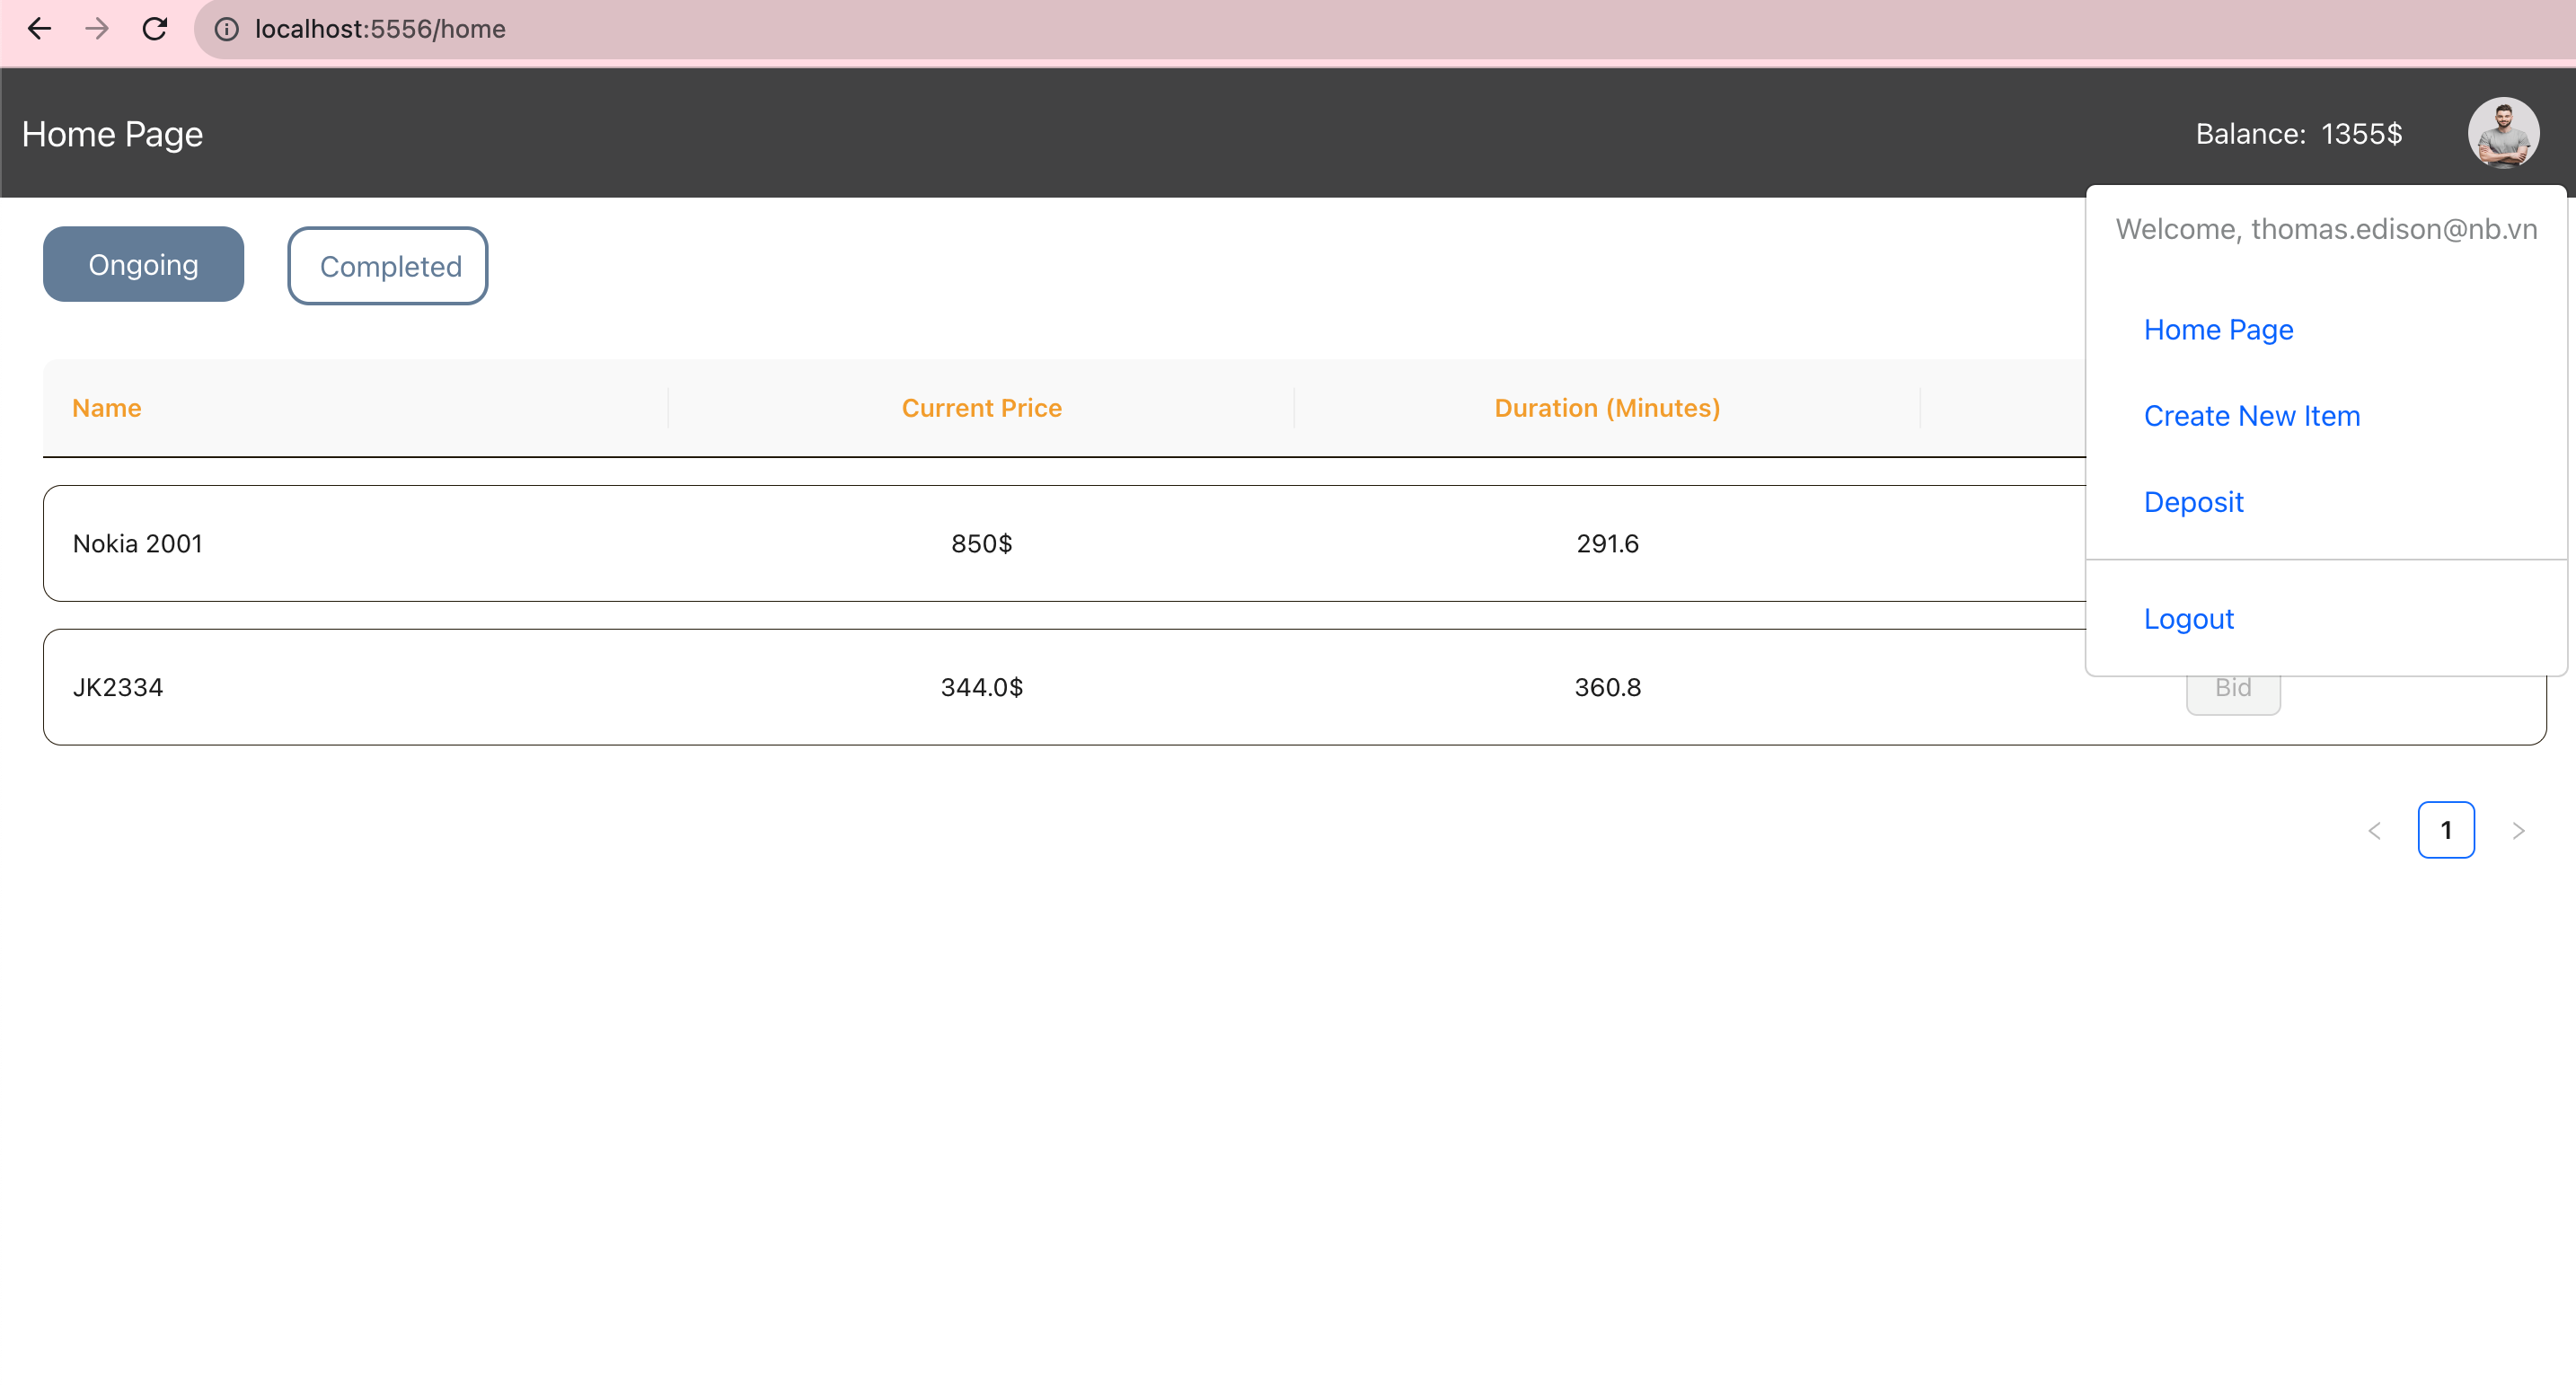 localhost:5556/home
Home Page
Balance: 1355$
Welcome, thomas.edison@nb.vn
Home Page
Create New Item
Deposit
Logout
Ongoing
Completed
Name Current Price Duration (Minutes)
Nokia 2001 850$ 291.6
JK2334 344.0$ 360.8 Bid
< 1 >